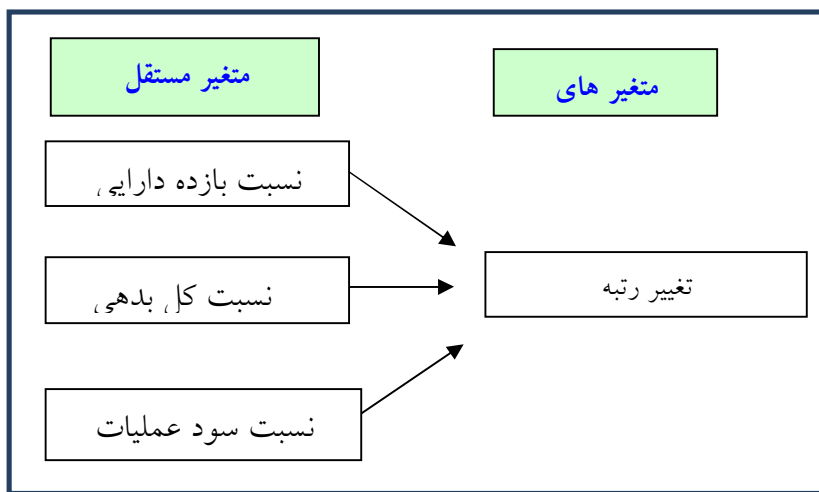 متغیر مستقل
متغیر های
نسبت بازده دارایی
نسبت کل بدهی
تغییر رتبه
نسبت سود عملیات